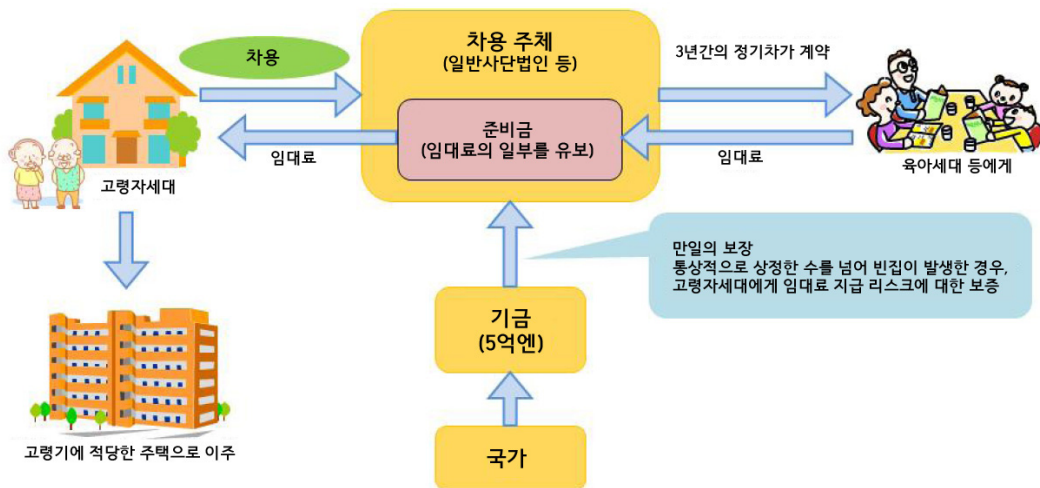 차용
차용 주체
(일반사단법인 등)
3년간의 정기차가 계약
준비금
(임대료의 일부를 유보)
임대료
임대료
고령자세대
육아세대 등에게
만일의 보장
통상적으로 상정한 수를 넘어 빈집이 발생한 경우,
고령자세대에게 임대료 지급 리스크에 대한 보증
기금
(5억엔)
고령기에 적당한 주택으로 이주
국가